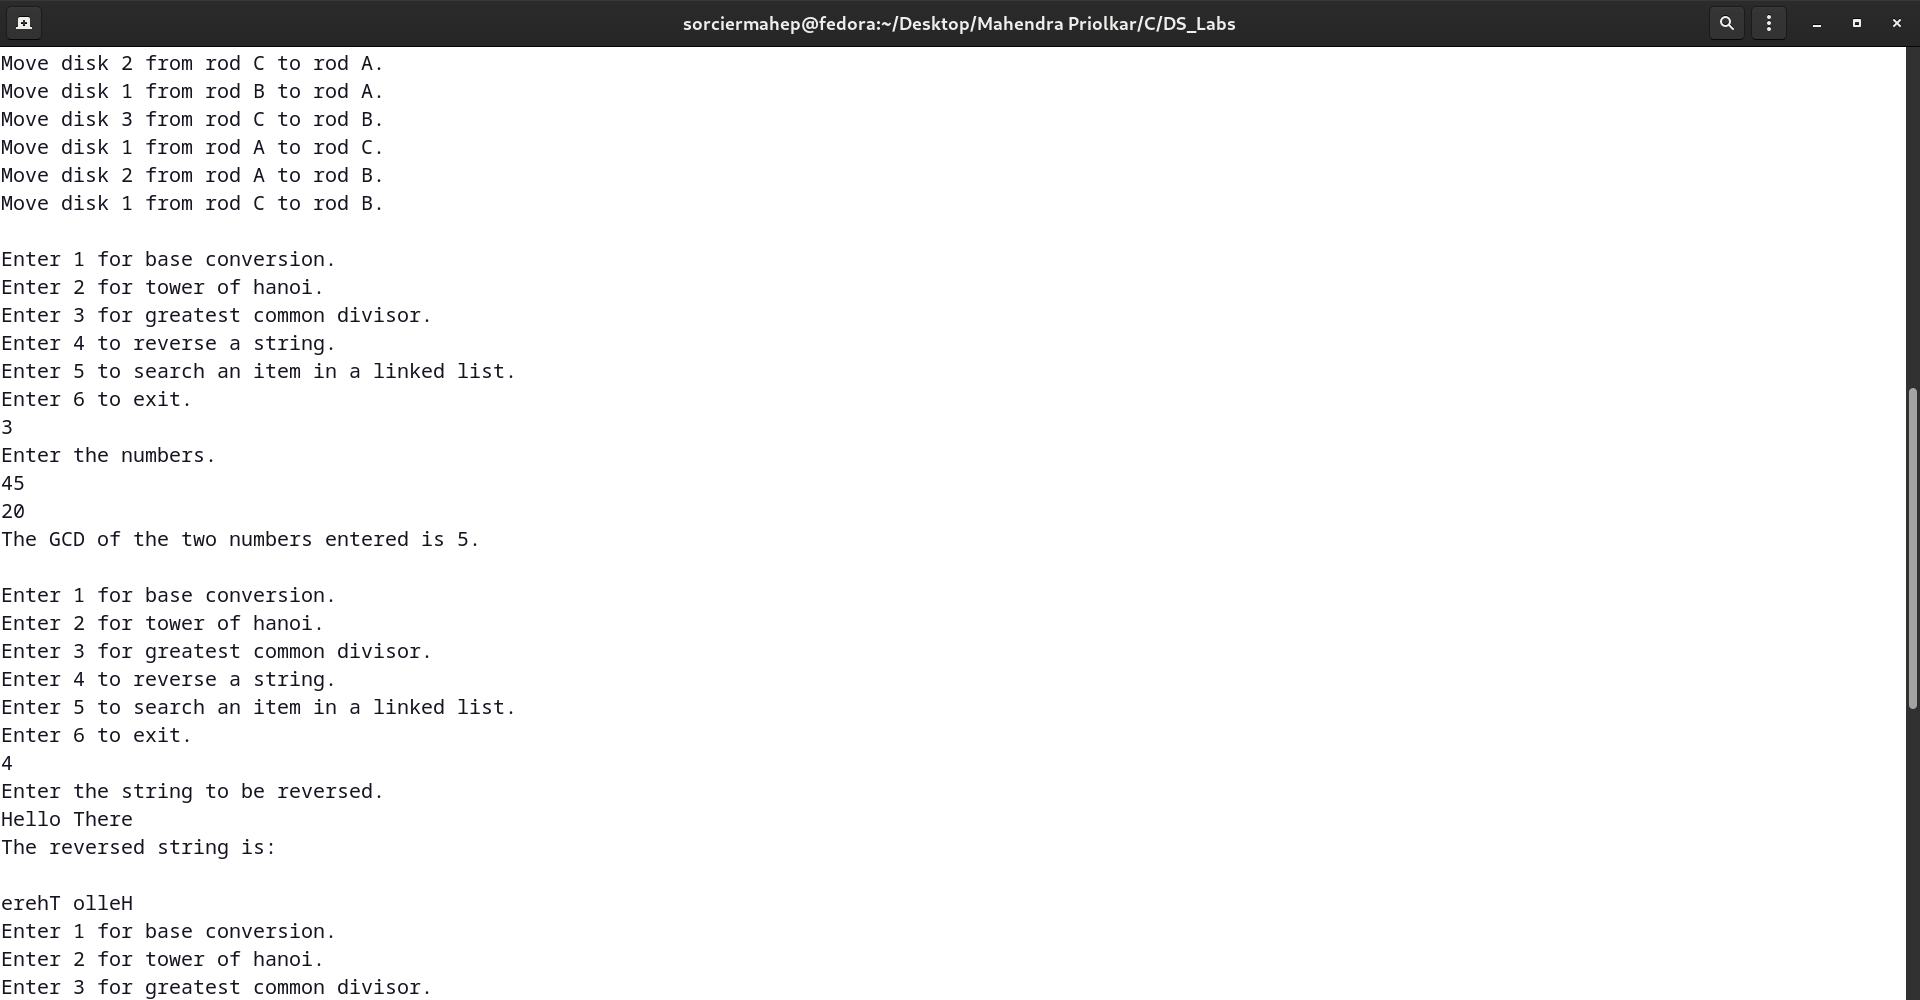 sorciermahep@fedora:~/Desktop/Mahendra Priolkar/C/DS_Labs
Move disk 2 from rod C to rod A.
Move disk 1 from rod B to rod A.
Move disk 3 from rod C to rod B.
Move disk 1 from rod A to rod C.
Move disk 2 from rod A to rod B.
Move disk 1 from rod C to rod B.

Enter 1 for base conversion.
Enter 2 for tower of hanoi.
Enter 3 for greatest common divisor.
Enter 4 to reverse a string.
Enter 5 to search an item in a linked list.
Enter 6 to exit.
3
Enter the numbers.
45
20
The GCD of the two numbers entered is 5.

Enter 1 for base conversion.
Enter 2 for tower of hanoi.
Enter 3 for greatest common divisor.
Enter 4 to reverse a string.
Enter 5 to search an item in a linked list.
Enter 6 to exit.
4
Enter the string to be reversed.
Hello There
The reversed string is:

erehT olleH
Enter 1 for base conversion.
Enter 2 for tower of hanoi.
Enter 3 for greatest common divisor.